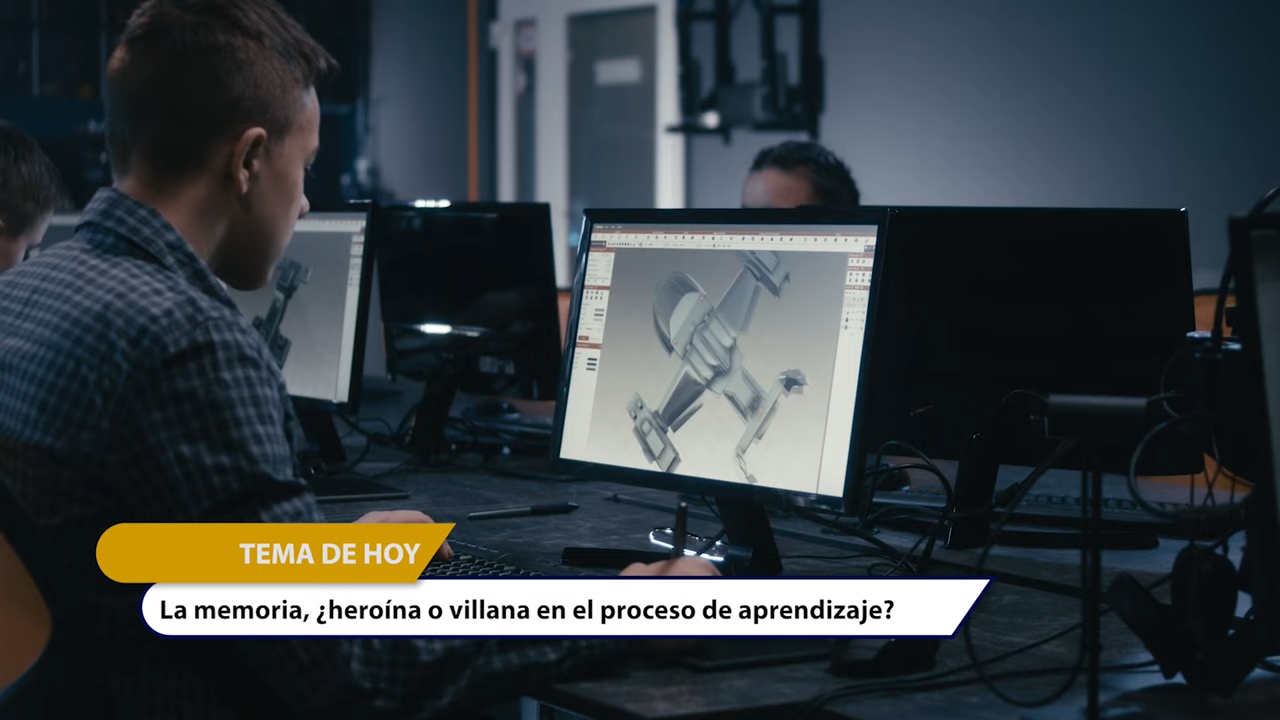 TEMA DE HOY
La memoria, ¿heroína o villana en el proceso de aprendizaje?